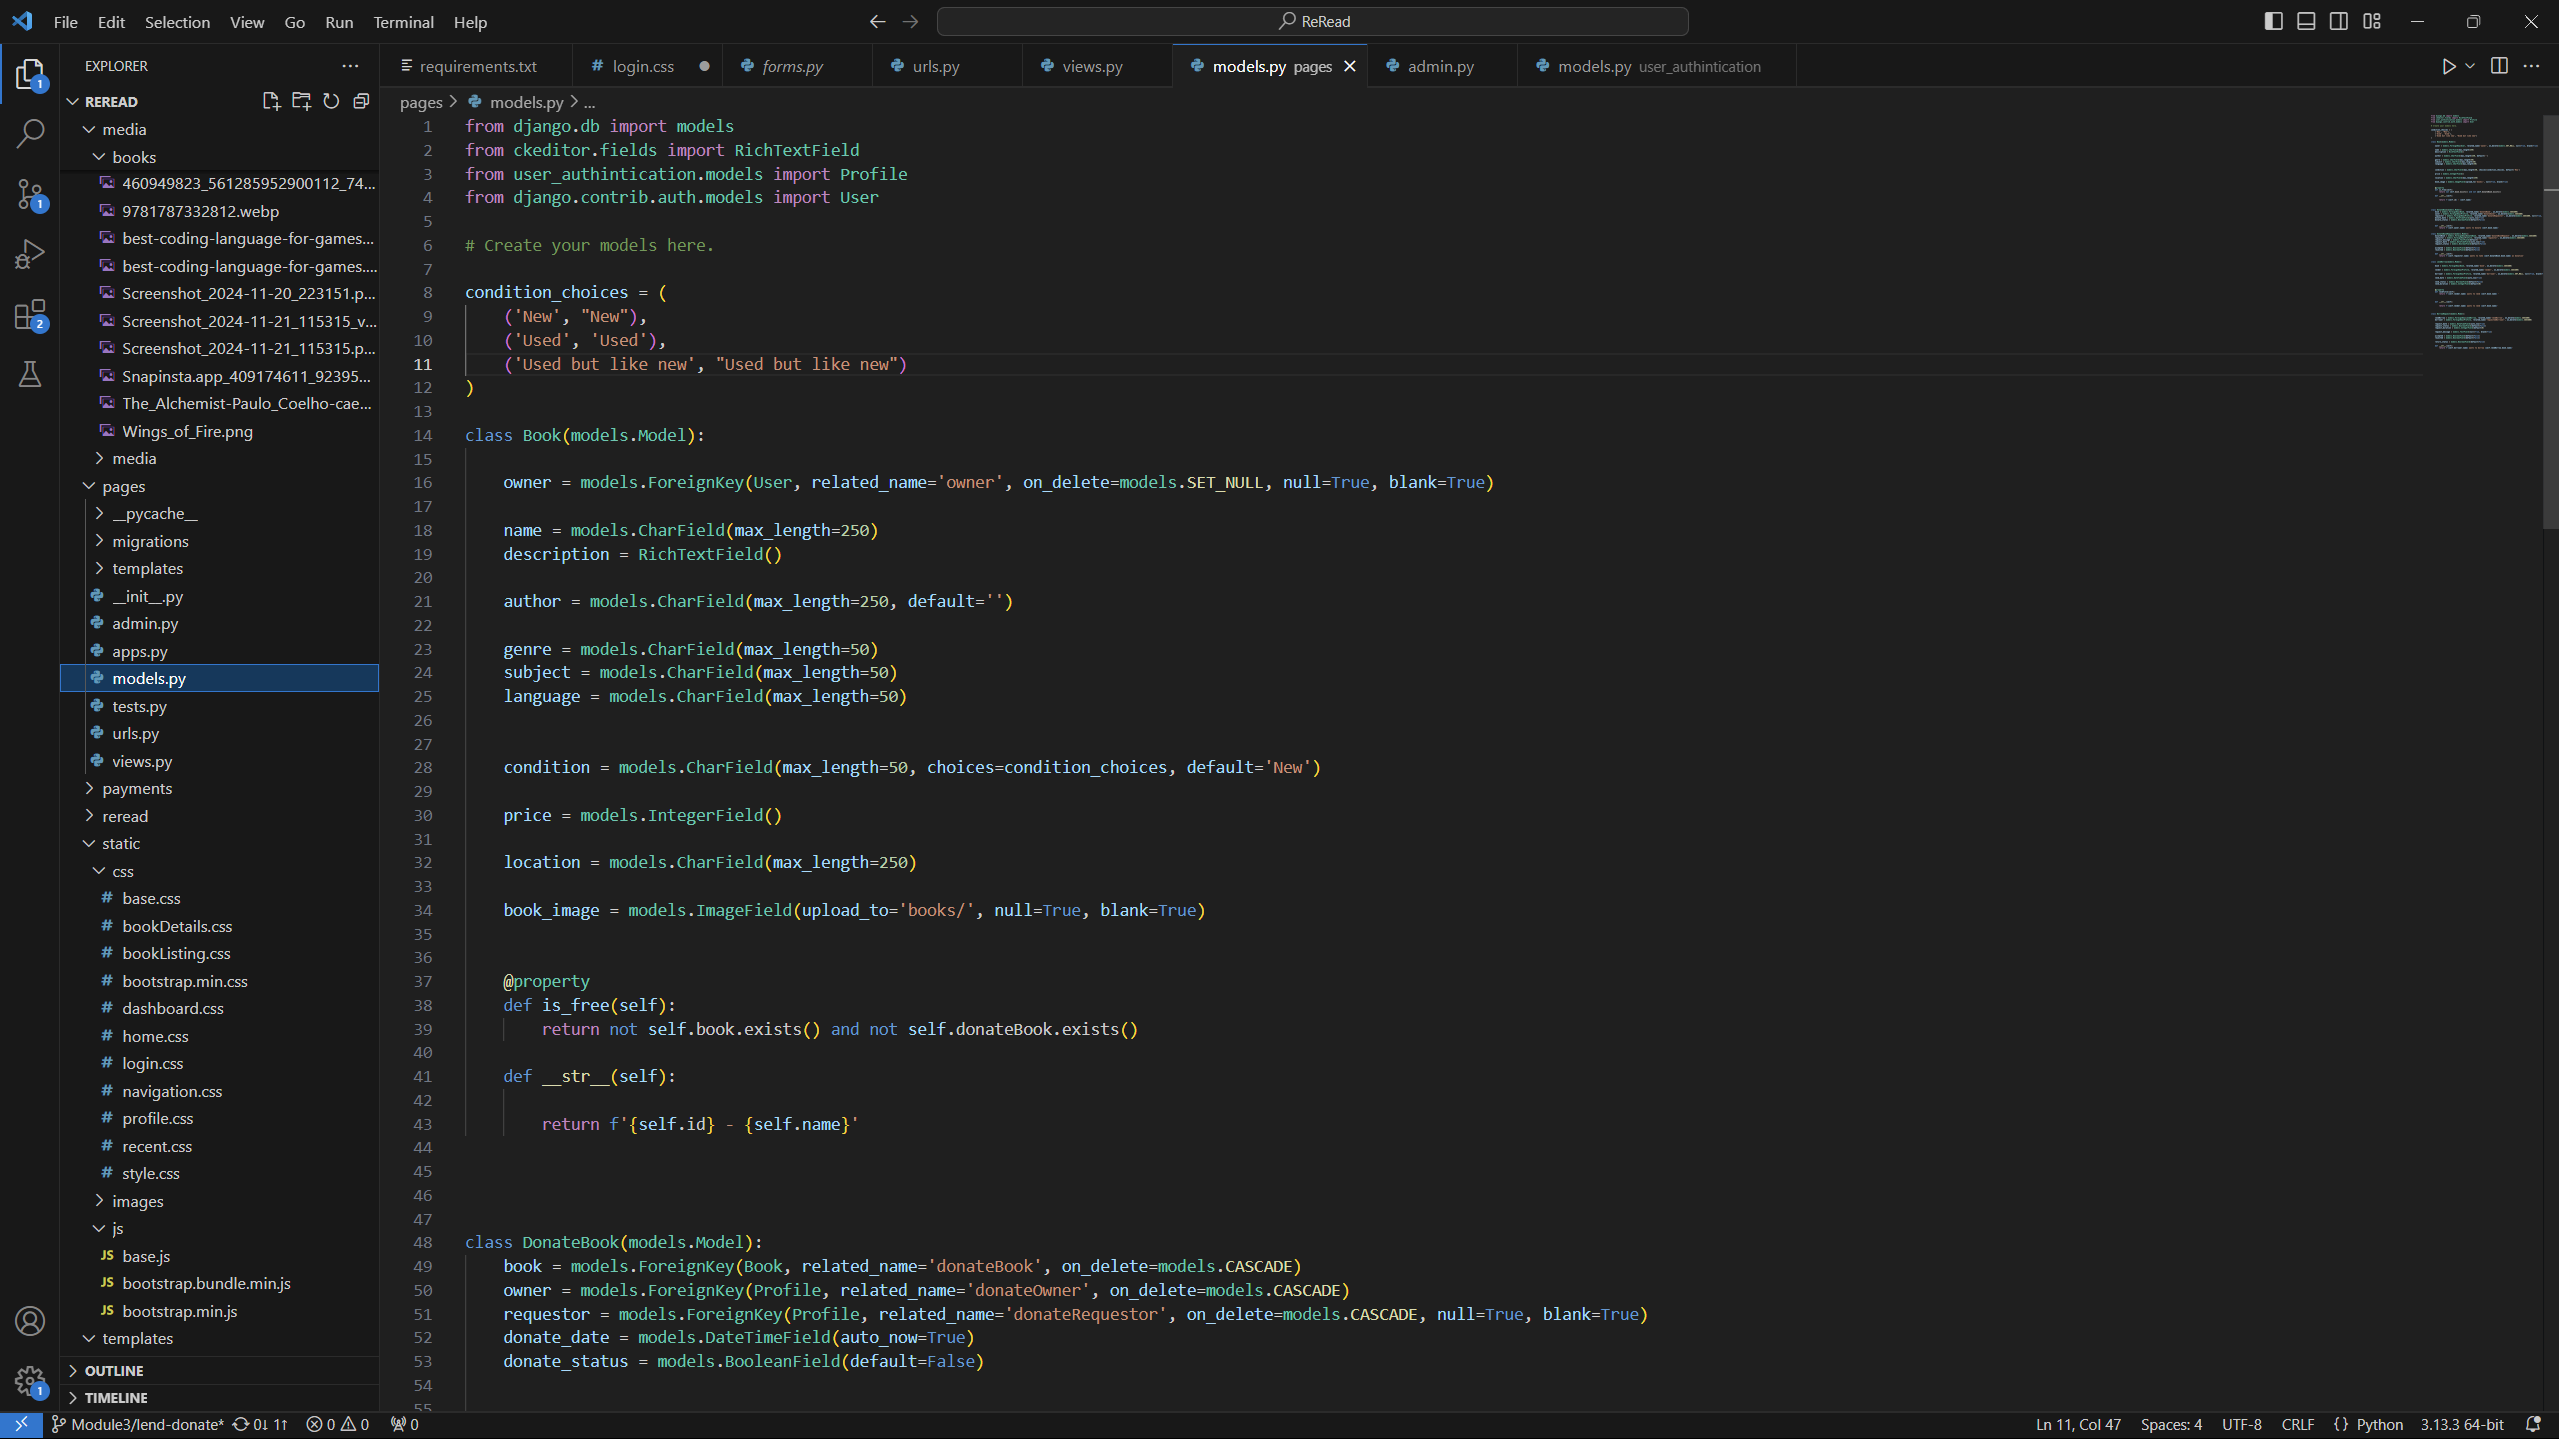 File Edit Selection View Go Run Terminal Help
ReRead
EXPLORER
requirements.txt
login.css
forms.py
urls.py
views.py
models.py pages
admin.py
models.py user_authintication
REREAD
media
books
460949823_561285952900112_74...
9781787332812.webp
best-coding-language-for-games...
best-coding-language-for-games....
Screenshot_2024-11-20_223151.p...
Screenshot_2024-11-21_115315_v...
Screenshot_2024-11-21_115315.p...
Snapinsta.app_409174611_92395...
The_Alchemist-Paulo_Coelho-cae...
Wings_of_Fire.png
media
pages
__pycache__
migrations
templates
__init__.py
admin.py
apps.py
models.py
tests.py
urls.py
views.py
payments
reread
static
css
base.css
bookDetails.css
bookListing.css
bootstrap.min.css
dashboard.css
home.css
login.css
navigation.css
profile.css
recent.css
style.css
images
js
base.js
bootstrap.bundle.min.js
bootstrap.min.js
templates
OUTLINE
TIMELINE
pages > models.py > ...
1 from django.db import models
2 from ckeditor.fields import RichTextField
3 from user_authintication.models import Profile
4 from django.contrib.auth.models import User
5
6 # Create your models here.
7
8 condition_choices = (
9 ('New', "New"),
10 ('Used', 'Used'),
11 ('Used but like new', "Used but like new")
12 )
13
14 class Book(models.Model):
15
16 owner = models.ForeignKey(User, related_name='owner', on_delete=models.SET_NULL, null=True, blank=True)
17
18 name = models.CharField(max_length=250)
19 description = RichTextField()
20
21 author = models.CharField(max_length=250, default='')
22
23 genre = models.CharField(max_length=50)
24 subject = models.CharField(max_length=50)
25 language = models.CharField(max_length=50)
26
27
28 condition = models.CharField(max_length=50, choices=condition_choices, default='New')
29
30 price = models.IntegerField()
31
32 location = models.CharField(max_length=250)
33
34 book_image = models.ImageField(upload_to='books/', null=True, blank=True)
35
36
37 @property
38 def is_free(self):
39 return not self.book.exists() and not self.donateBook.exists()
40
41 def __str__(self):
42
43 return f'{self.id} - {self.name}'
44
45
46
47
48 class DonateBook(models.Model):
49 book = models.ForeignKey(Book, related_name='donateBook', on_delete=models.CASCADE)
50 owner = models.ForeignKey(Profile, related_name='donateOwner', on_delete=models.CASCADE)
51 requestor = models.ForeignKey(Profile, related_name='donateRequestor', on_delete=models.CASCADE, null=True, blank=True)
52 donate_date = models.DateTimeField(auto_now=True)
53 donate_status = models.BooleanField(default=False)
54
55
Module3/lend-donate* 0↓ 1↑ 0 0 0
Ln 11, Col 47 Spaces: 4 UTF-8 CRLF {} Python 3.13.3 64-bit